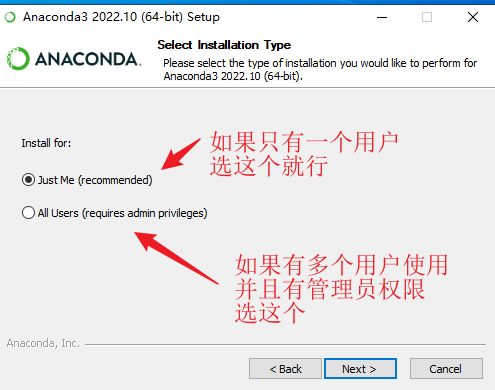 Anaconda3 2022.10 (64-bit) Setup
ANACONDA.
Select Installation Type
Please select the type of installation you would like to perform for
Anaconda3 2022.10 (64-bit).
Install for:
如果只有一个用户
选这个就行
Just Me (recommended)
All Users (requires admin privileges)
如果有多个用户使用
并且有管理员权限
选这个
Anaconda, Inc.
< Back
Next >
Cancel